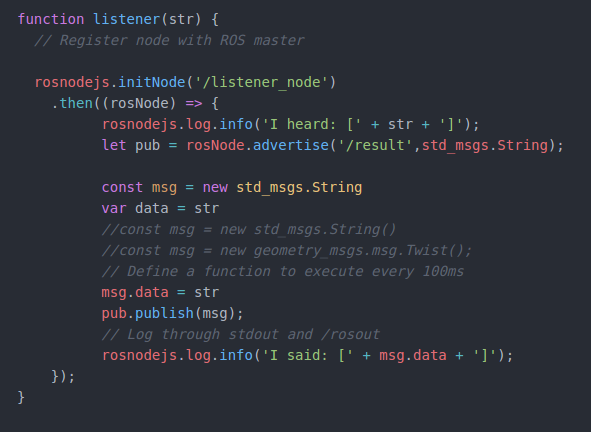 function listener(str) {
  // Register node with ROS master

  rosnodejs.initNode('/listener_node')
    .then((rosNode) => {
          rosnodejs.log.info('I heard: [' + str + ']');
          let pub = rosNode.advertise('/result',std_msgs.String);

          const msg = new std_msgs.String
          var data = str
          //const msg = new std_msgs.String()
          //const msg = new geometry_msgs.msg.Twist();
          // Define a function to execute every 100ms
          msg.data = str
          pub.publish(msg);
          // Log through stdout and /rosout
          rosnodejs.log.info('I said: [' + msg.data + ']');
    });
}